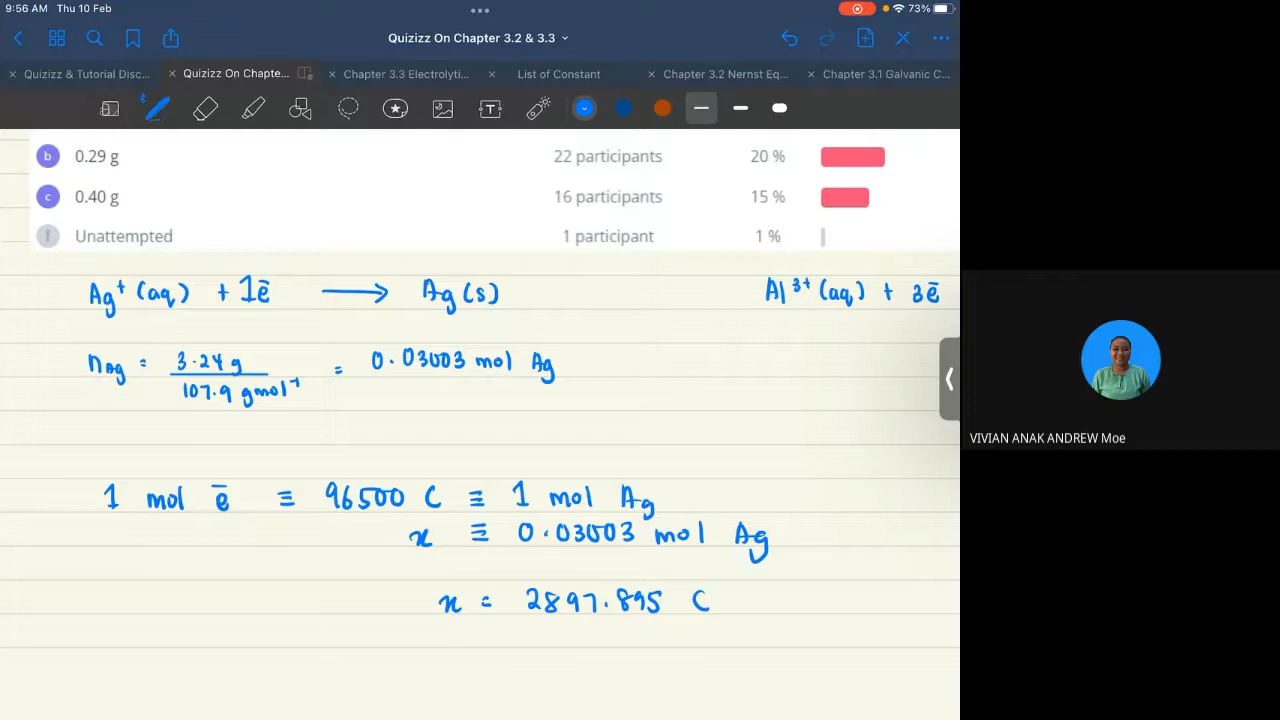 9:56 AM Thu 10 Feb
73%
Quizizz On Chapter 3.2 & 3.3
Quizizz & Tutorial Disc...
Quizizz On Chapte...
Chapter 3.3 Electrolyti...
List of Constant
Chapter 3.2 Nernst Eq...
Chapter 3.1 Galvanic C...
b 0.29 g 22 participants 20 %
c 0.40 g 16 participants 15 %
! Unattempted 1 participant 1 %
Ag⁺ (aq) + 1ē ⟶ Ag (s) Al ³⁺ (aq) + 3ē
nAg = 3.24 g / 107.9 gmol⁻¹ = 0.03003 mol Ag
1 mol ē ≡ 96500 C ≡ 1 mol Ag
x ≡ 0.03003 mol Ag
x = 2897.895 C
VIVIAN ANAK ANDREW Moe